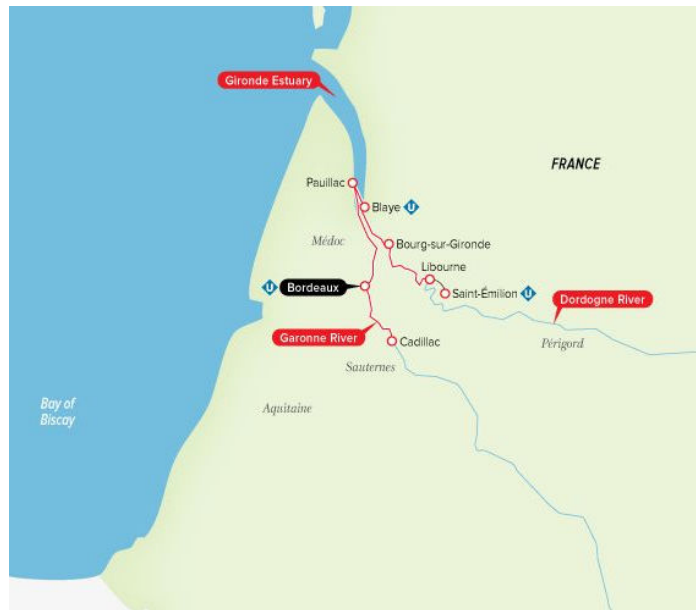 Gironde Estuary
FRANCE
Pauillac
Blaye U
Médoc
Bourg-sur-Gironde
Libourne
U Bordeaux
Saint-Émilion U
Dordogne River
Garonne River
Cadillac
Périgord
Sauternes
Bay of
Biscay
Aquitaine